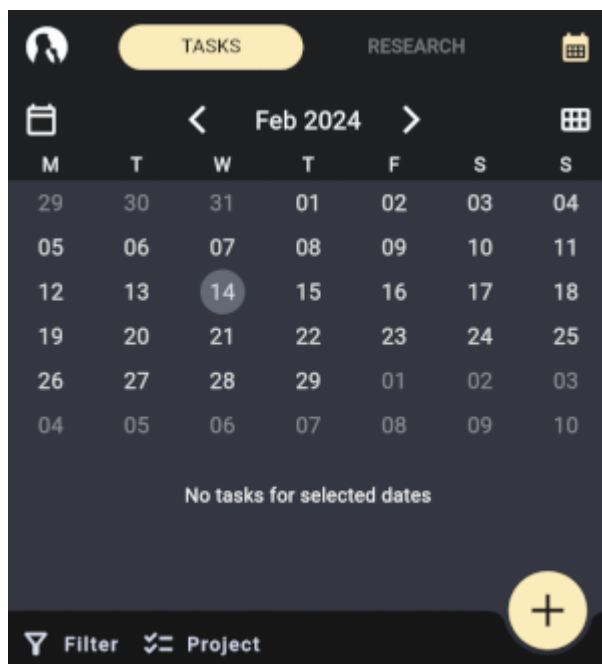 TASKS RESEARCH
Feb 2024
M T W T F S S
29 30 31 01 02 03 04
05 06 07 08 09 10 11
12 13 14 15 16 17 18
19 20 21 22 23 24 25
26 27 28 29 01 02 03
04 05 06 07 08 09 10
No tasks for selected dates
Filter Project